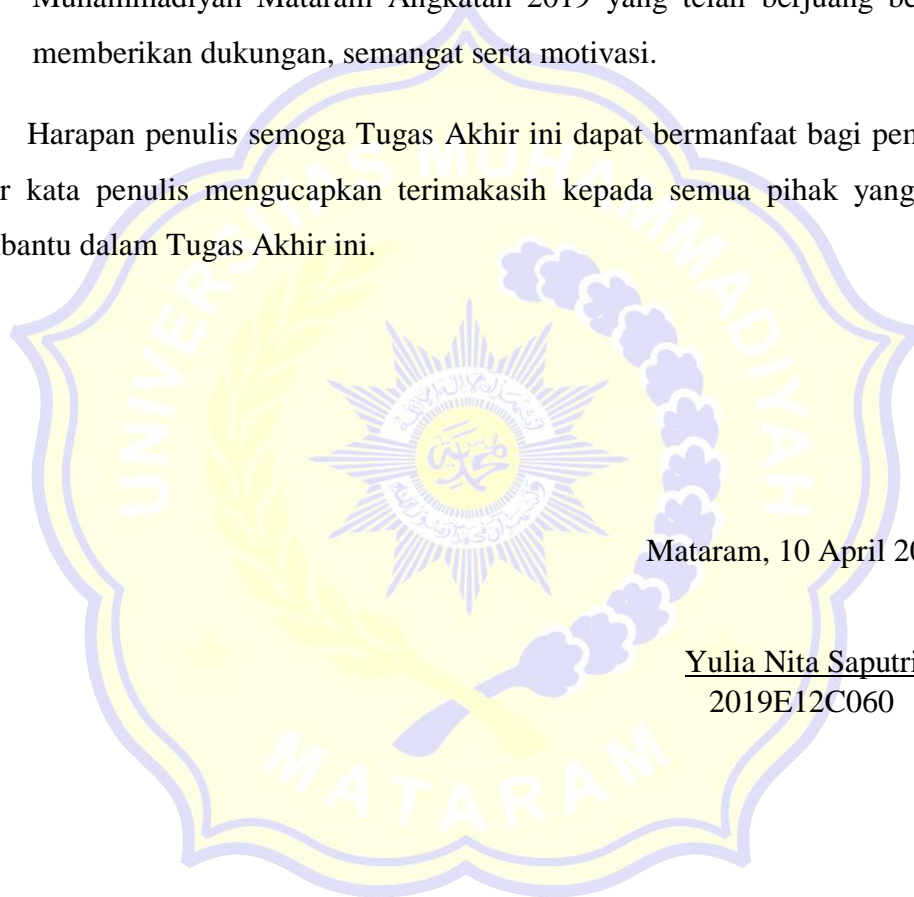 Muhammadiyah Mataram Angkatan 2019 yang telah berjuang be
memberikan dukungan, semangat serta motivasi.
Harapan penulis semoga Tugas Akhir ini dapat bermanfaat bagi pem
r kata penulis mengucapkan terimakasih kepada semua pihak yang
bantu dalam Tugas Akhir ini.
UNIVERSITAS MUHAMMADIYAH
Mataram, 10 April 20
Yulia Nita Saputri
2019E12C060
MATARAM